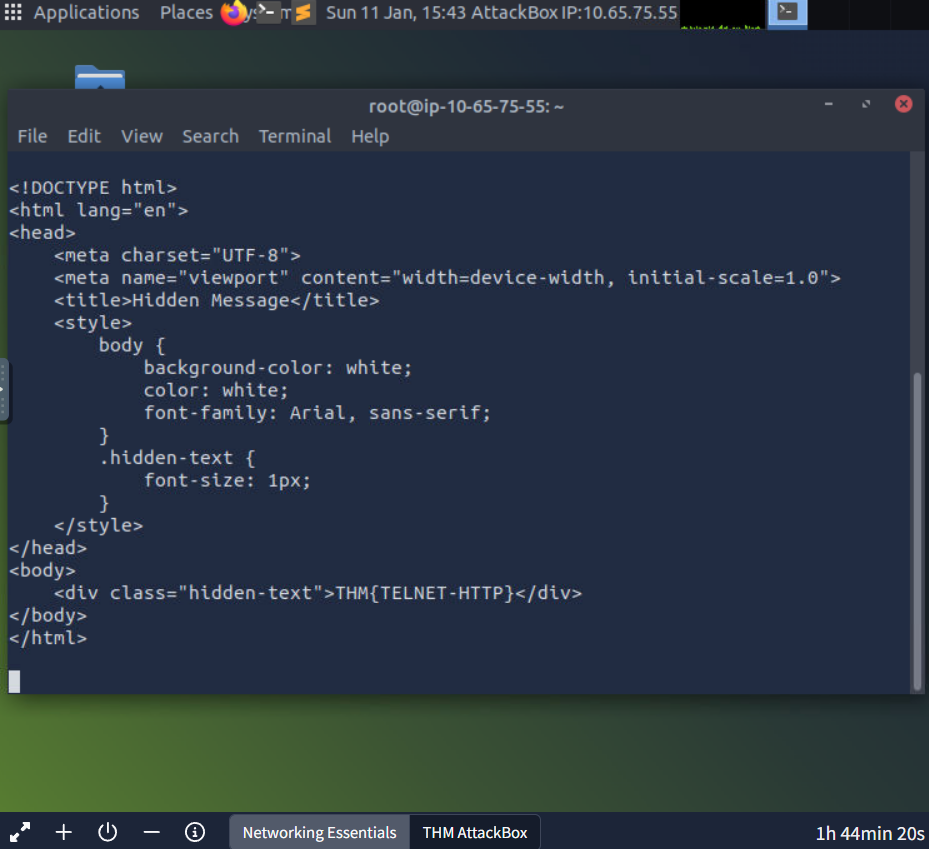 Applications Places Sun 11 Jan, 15:43 AttackBox IP:10.65.75.55
root@ip-10-65-75-55: ~
File Edit View Search Terminal Help
<!DOCTYPE html>
<html lang="en">
<head>
    <meta charset="UTF-8">
    <meta name="viewport" content="width=device-width, initial-scale=1.0">
    <title>Hidden Message</title>
    <style>
        body {
            background-color: white;
            color: white;
            font-family: Arial, sans-serif;
        }
        .hidden-text {
            font-size: 1px;
        }
    </style>
</head>
<body>
    <div class="hidden-text">THM{TELNET-HTTP}</div>
</body>
</html>
Networking Essentials THM AttackBox 1h 44min 20s